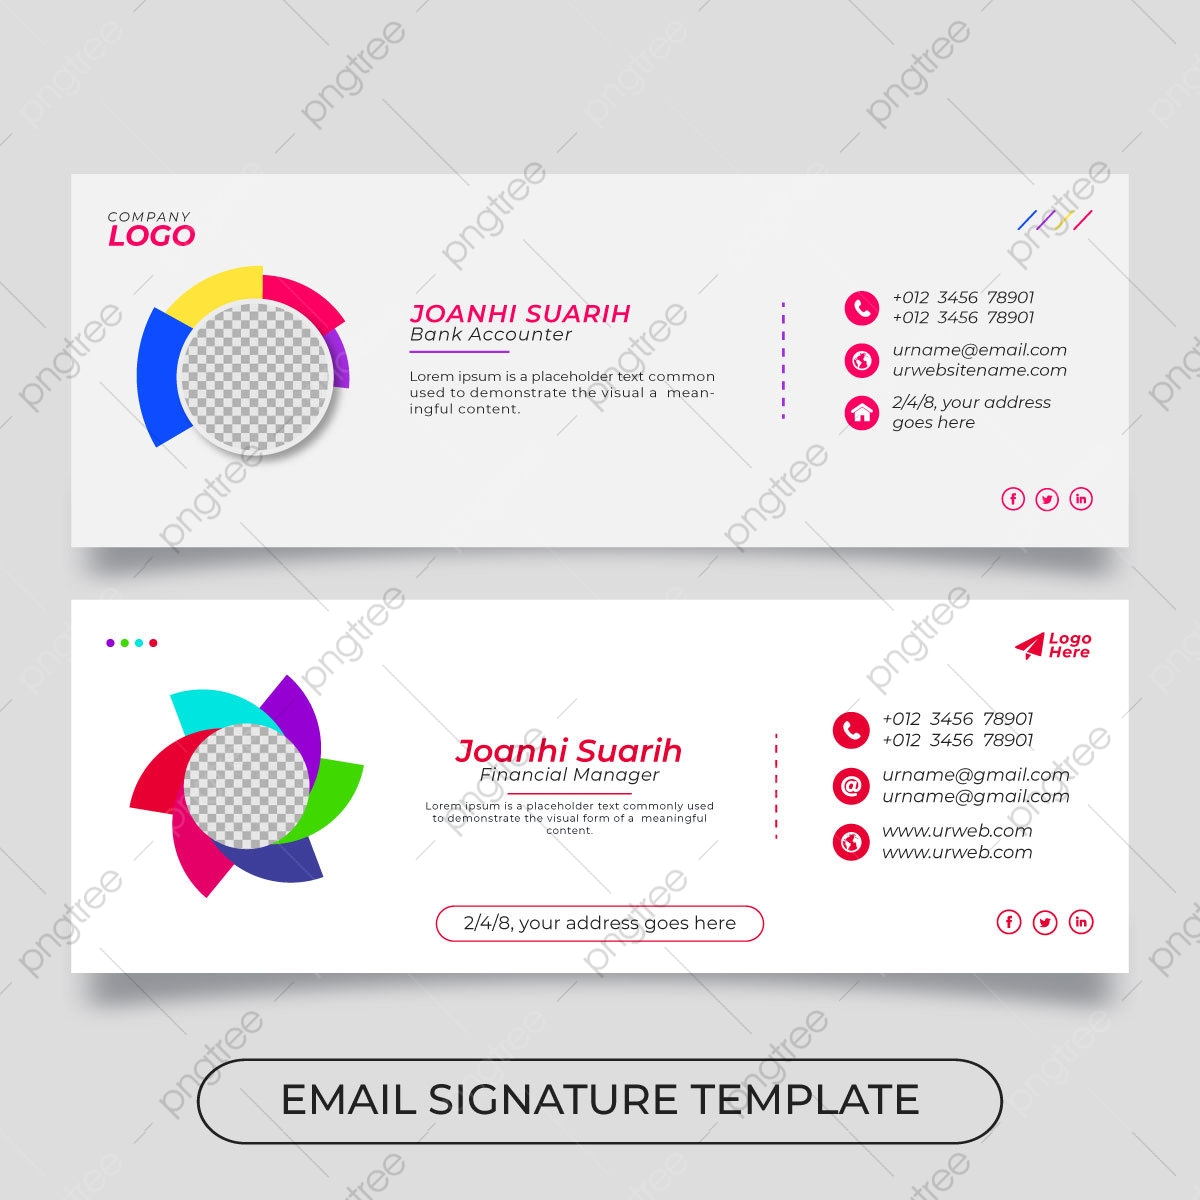 COMPANY
LOGO
JOANHI SUARIH
Bank Accounter
Lorem ipsum is a placeholder text common
used to demonstrate the visual a mean-
ingful content.
+012 3456 78901
+012 3456 78901
urname@email.com
urwebsitename.com
2/4/8, your address
goes here
Logo
Here
Joanhi Suarih
Financial Manager
Lorem ipsum is a placeholder text commonly used
to demonstrate the visual form of a meaningful
content.
+012 3456 78901
+012 3456 78901
urname@gmail.com
urname@gmail.com
www.urweb.com
www.urweb.com
2/4/8, your address goes here
EMAIL SIGNATURE TEMPLATE
pngtree